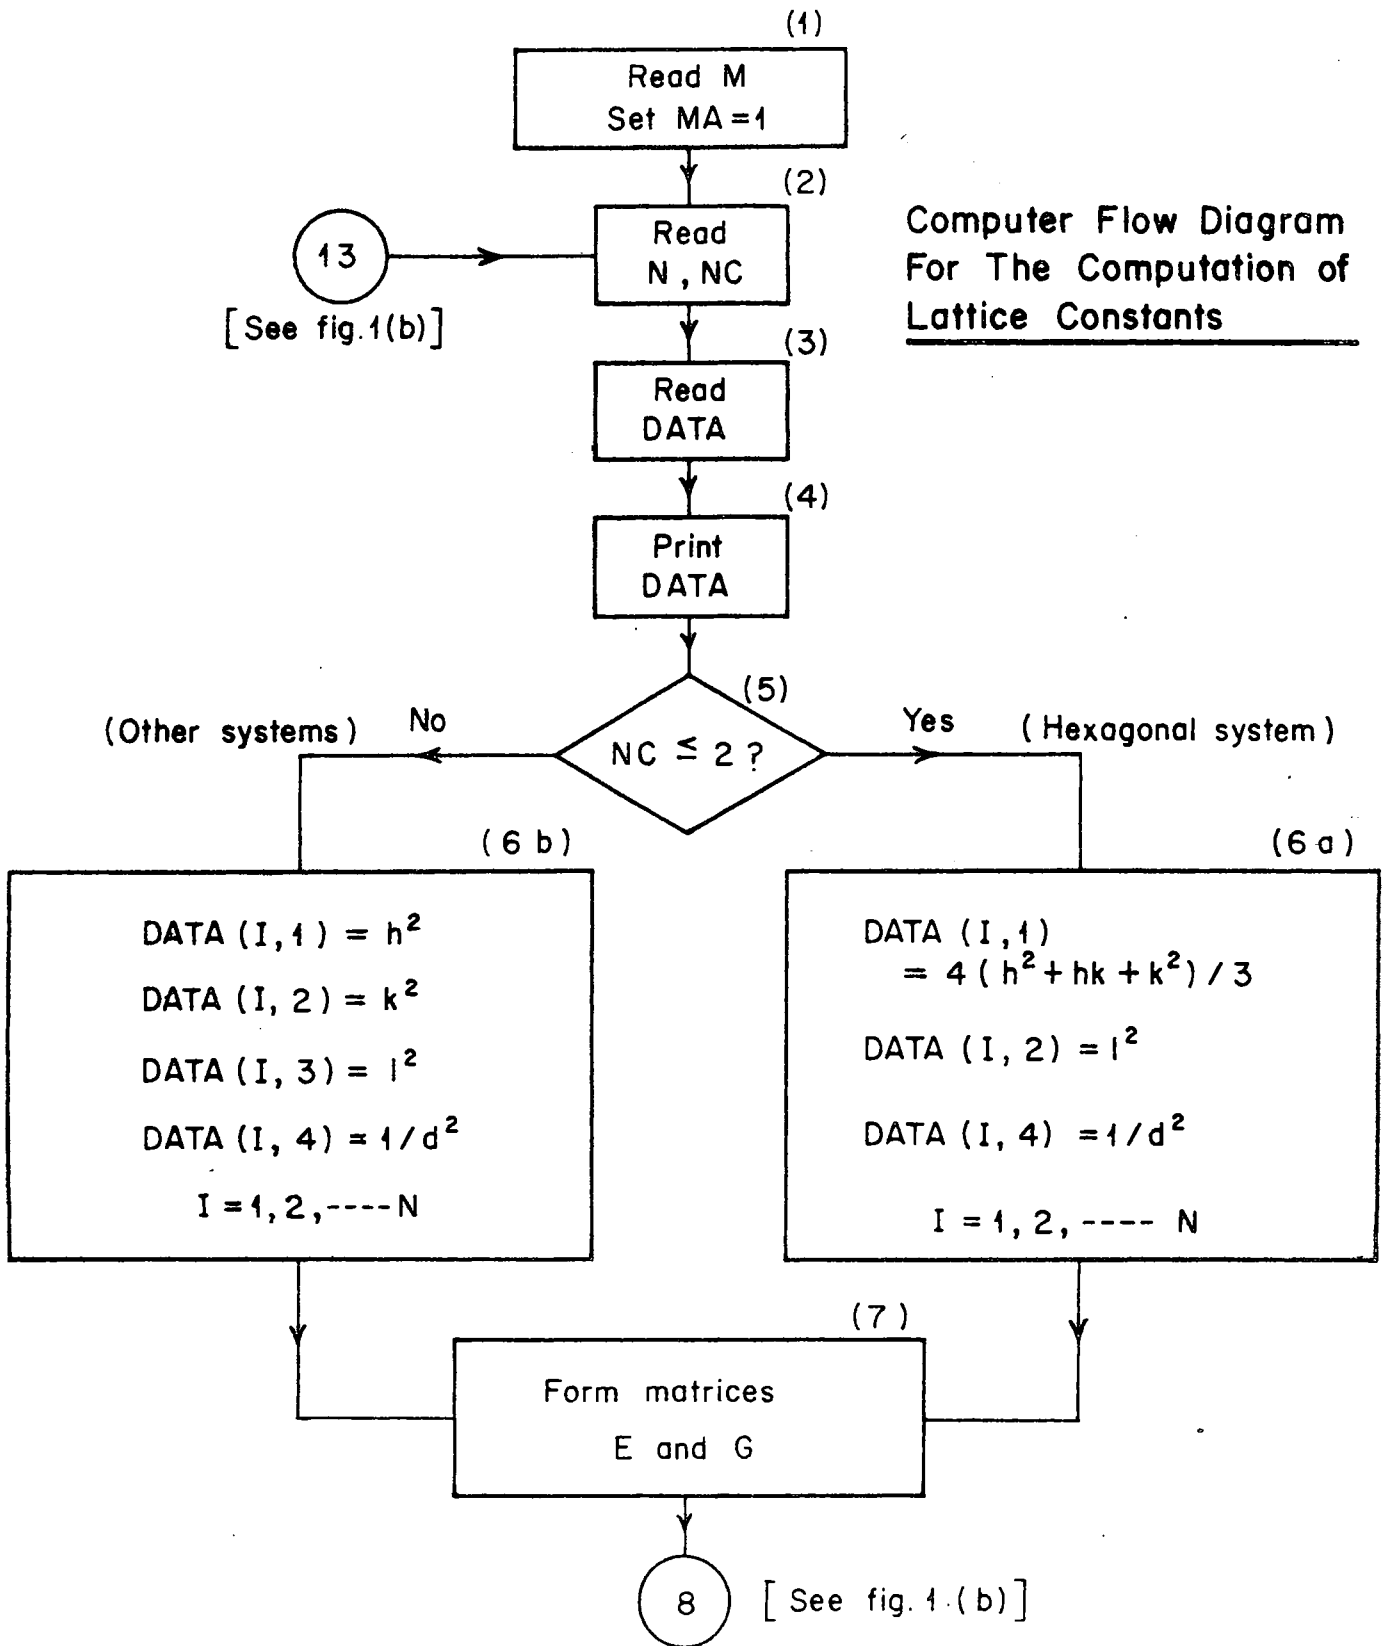 (1)
Read M
Set MA=1
(2)
Read
N, NC
13
[See fig.1(b)]
Computer Flow Diagram
For The Computation of
Lattice Constants
(3)
Read
DATA
(4)
Print
DATA
(5)
NC ≤ 2 ?
(Other systems) No
Yes (Hexagonal system)
(6 b)
DATA (I, 1) = h²
DATA (I, 2) = k²
DATA (I, 3) = l²
DATA (I, 4) = 1/d²
I = 1, 2, ---- N
(6 a)
DATA (I, 1)
= 4 (h² + hk + k²) / 3
DATA (I, 2) = l²
DATA (I, 4) = 1/d²
I = 1, 2, ---- N
(7)
Form matrices
E and G
8
[See fig. 1.(b)]